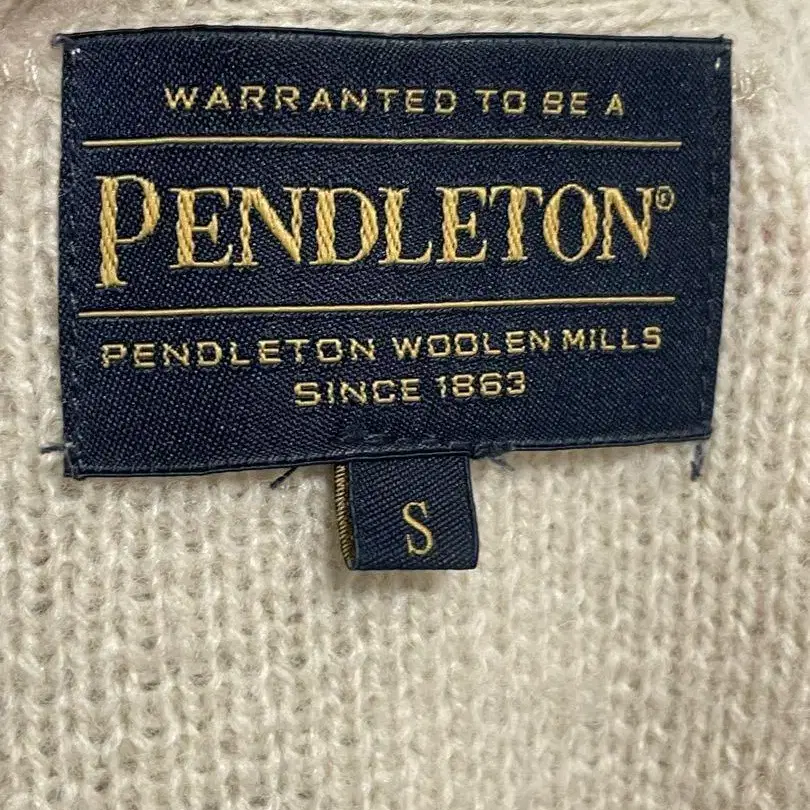 WARRANTED TO BE A
PENDLETON®
PENDLETON WOOLEN MILLS
SINCE 1863
S